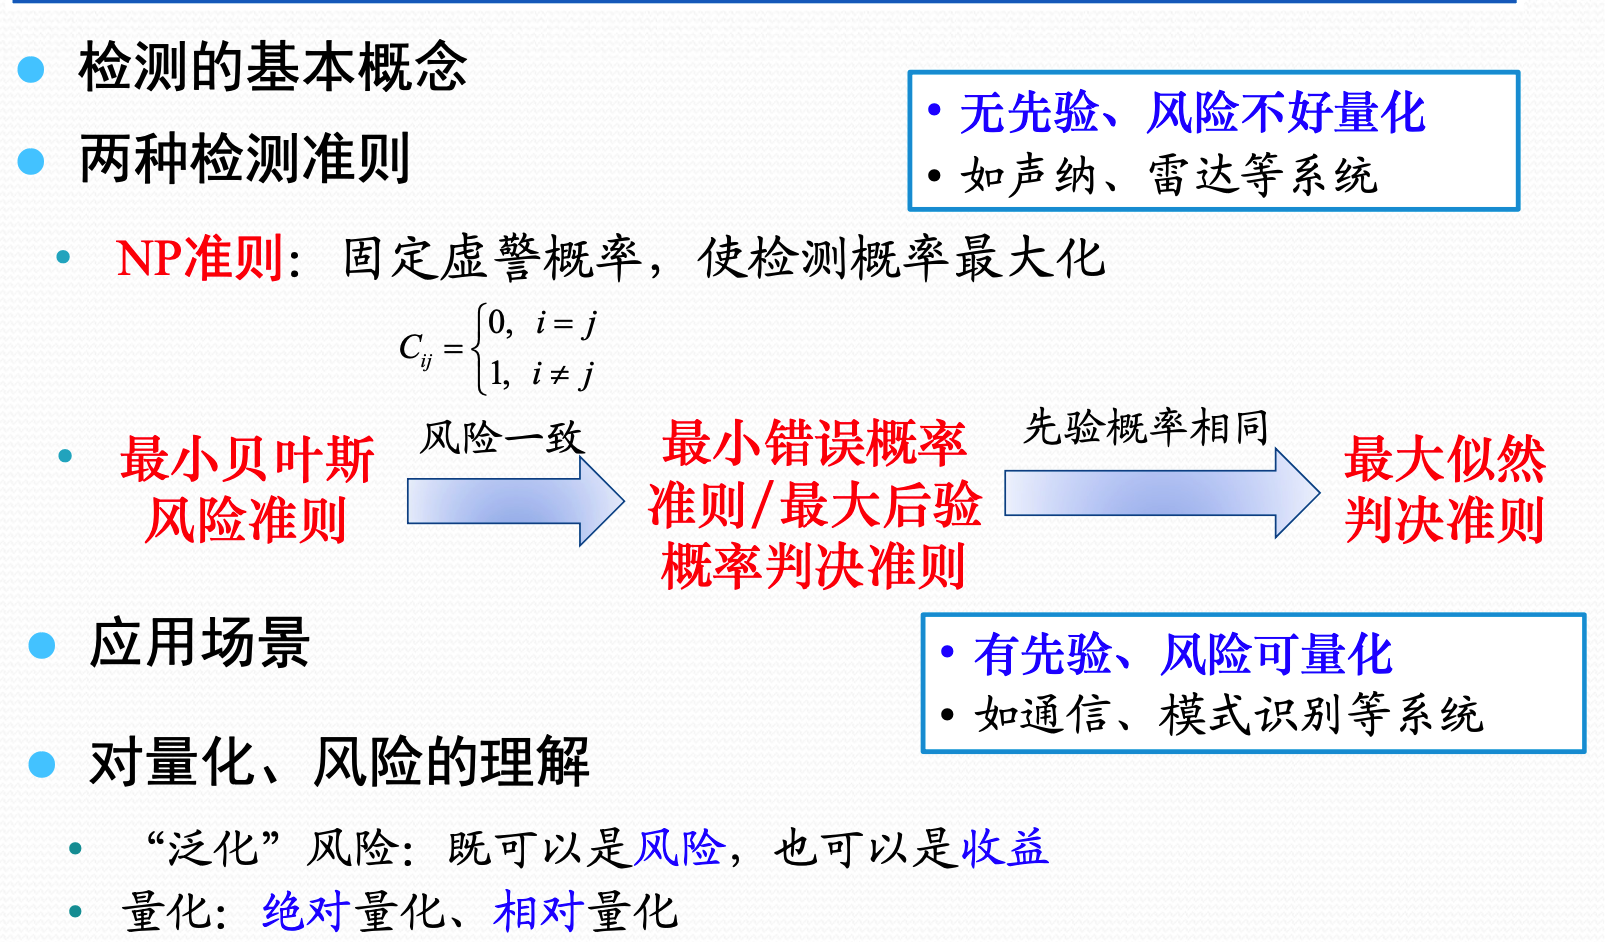 检测的基本概念
两种检测准则
• 无先验、风险不好量化
• 如声纳、雷达等系统
• NP准则：固定虚警概率，使检测概率最大化
C_{ij} = { 0, i = j
1, i ≠ j
• 最小贝叶斯
风险准则
风险一致
最小错误概率
准则/最大后验
概率判决准则
先验概率相同
最大似然
判决准则
应用场景
• 有先验、风险可量化
• 如通信、模式识别等系统
对量化、风险的理解
• “泛化”风险：既可以是风险，也可以是收益
• 量化：绝对量化、相对量化